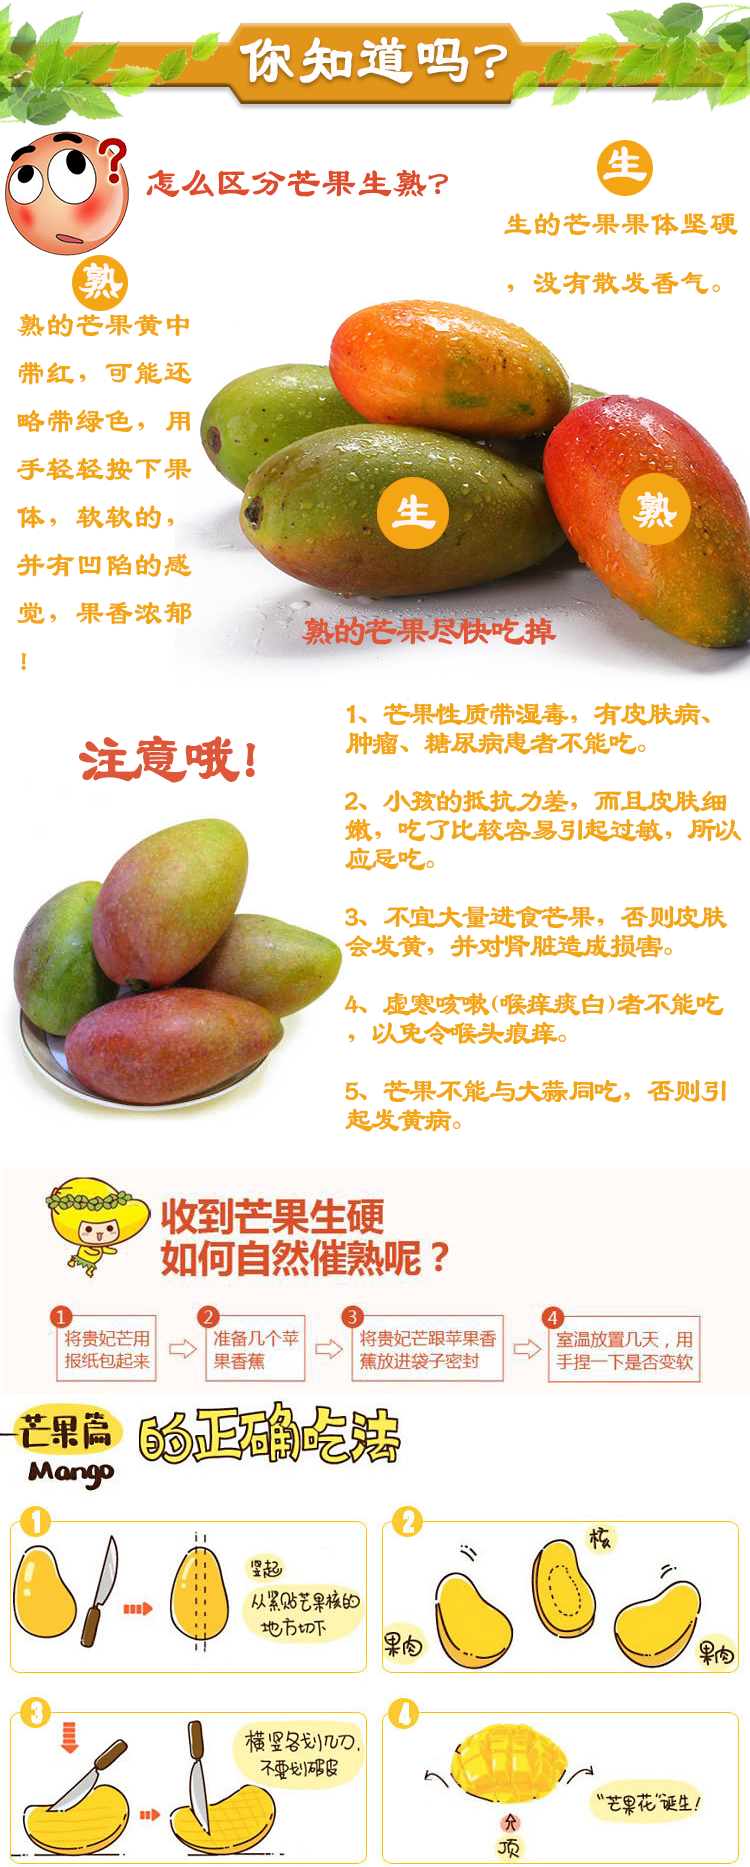 你知道吗?
怎么区分芒果生熟?
生
生的芒果果体坚硬
，没有散发香气。
熟
熟的芒果黄中
带红，可能还
略带绿色，用
手轻轻按下果
体，软软的，
并有凹陷的感
觉，果香浓郁
！
生
熟
熟的芒果尽快吃掉
注意哦!
1、芒果性质带湿毒，有皮肤病、
肿瘤、糖尿病患者不能吃。
2、小孩的抵抗力差，而且皮肤细
嫩，吃了比较容易引起过敏，所以
应忌吃。
3、不宜大量进食芒果，否则皮肤
会发黄，并对肾脏造成损害。
4、虚寒咳嗽(喉痒痰白)者不能吃
，以免令喉头痕痒。
5、芒果不能与大蒜同吃，否则引
起发黄病。
收到芒果生硬
如何自然催熟呢？
1
将贵妃芒用
报纸包起来
2
准备几个苹
果香蕉
3
将贵妃芒跟苹果香
蕉放进袋子密封
4
室温放置几天，用
手捏一下是否变软
芒果篇
Mango
的正确吃法
1
竖起
从紧贴芒果核的
地方切下
2
核
果肉
果肉
3
横竖各划几刀,
不要划破皮
4
"芒果花"诞生!
顶